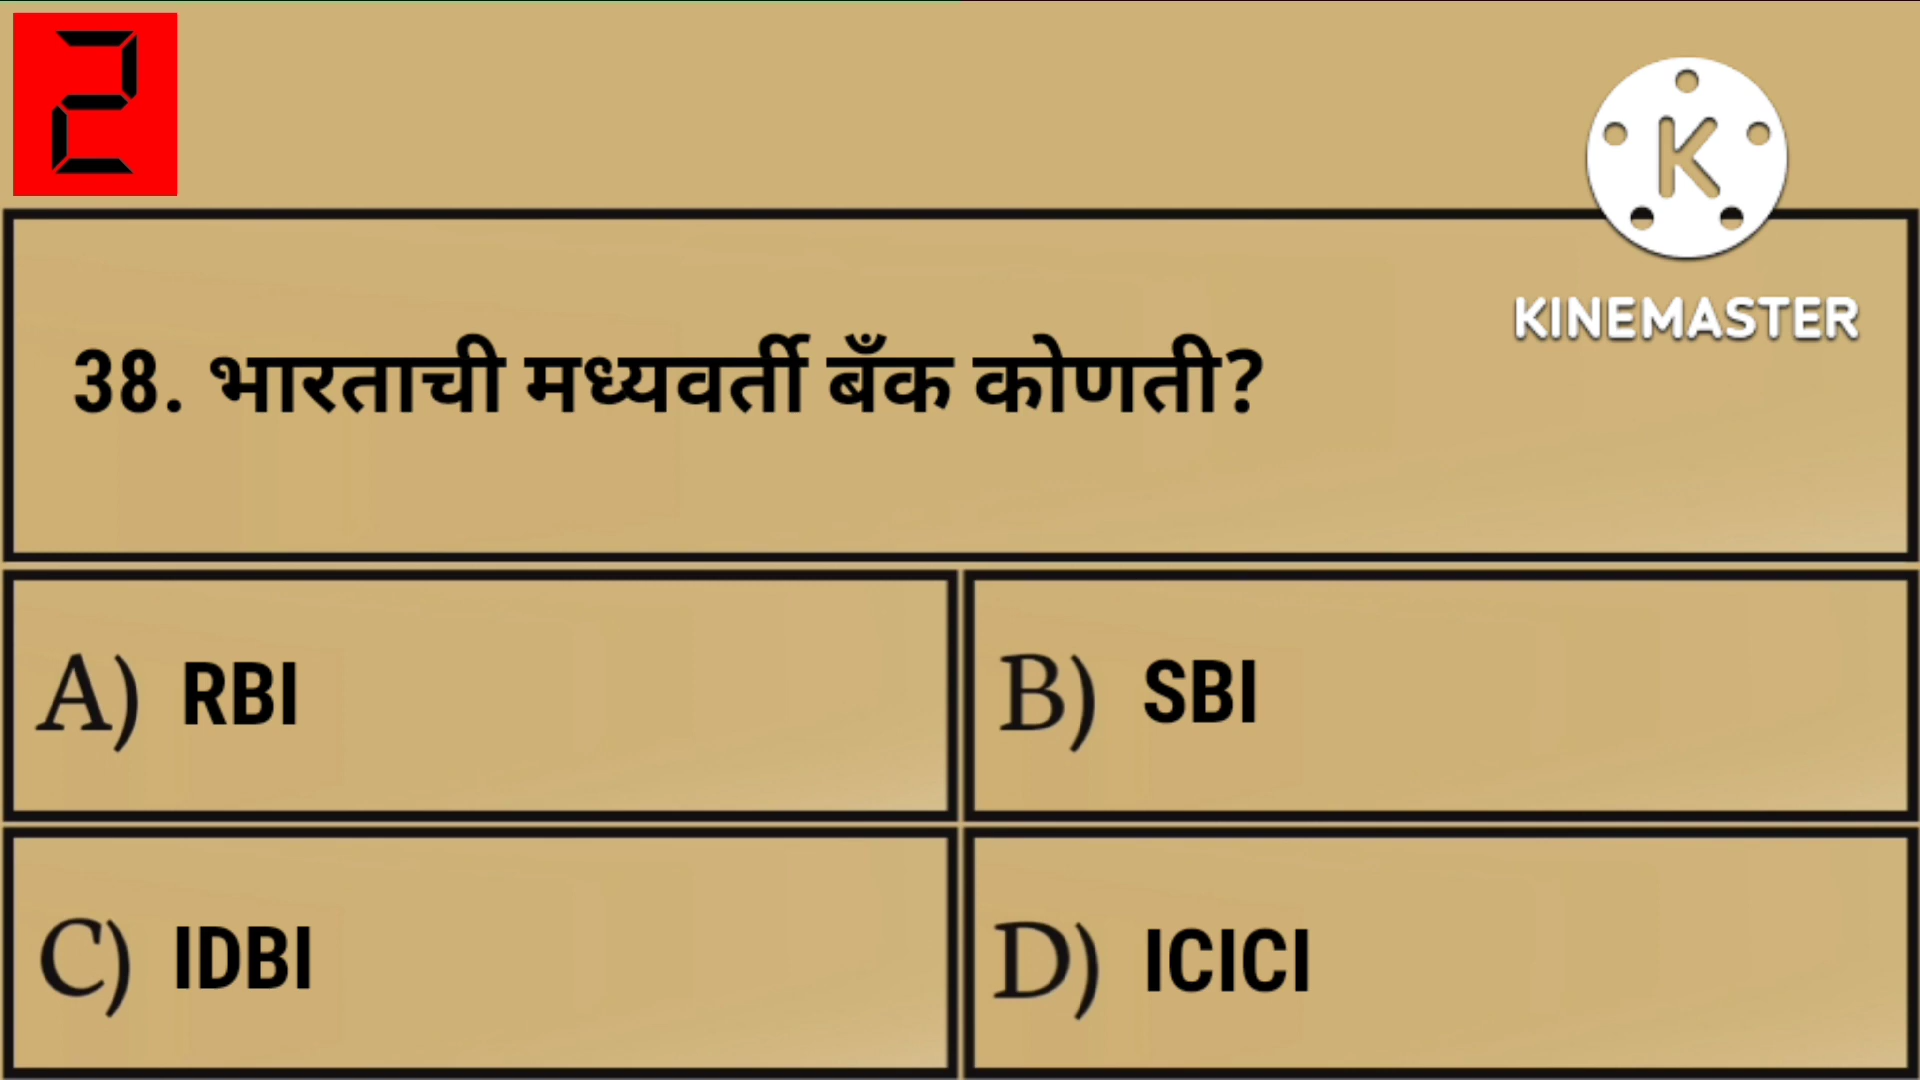 2
KINEMASTER
38. भारताची मध्यवर्ती बँक कोणती?
A) RBI
B) SBI
C) IDBI
D) ICICI